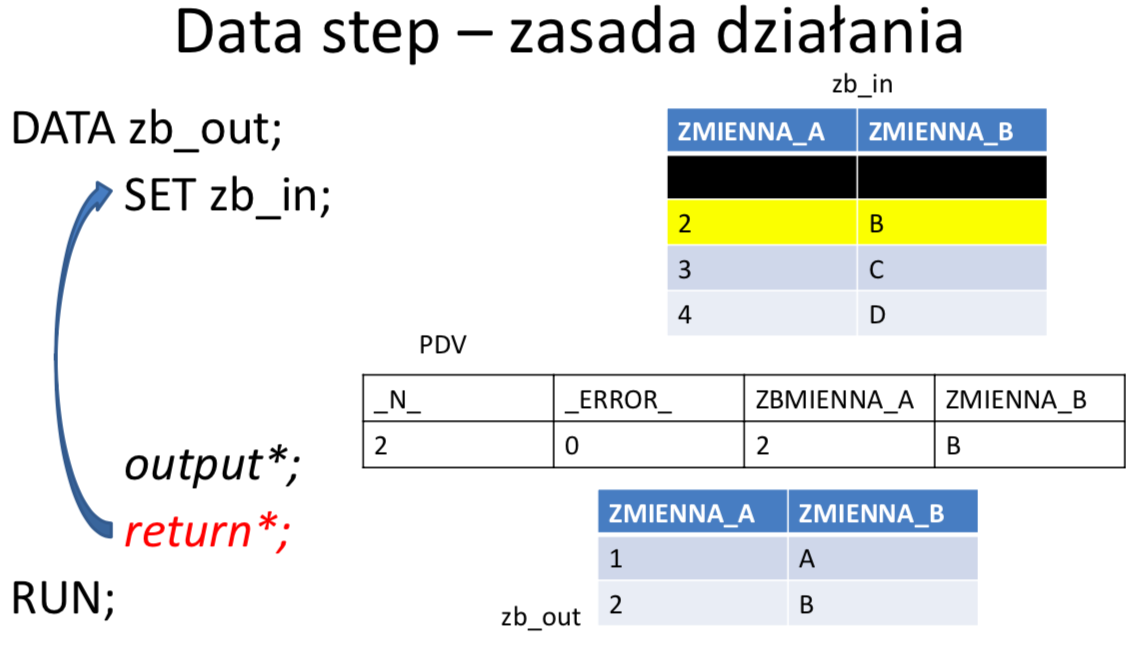 Data step – zasada działania
DATA zb_out;
SET zb_in;
output*;
return*;
RUN;
zb_in
ZMIENNA_A ZMIENNA_B
2 B
3 C
4 D
PDV
_N_ _ERROR_ ZBMIENNA_A ZMIENNA_B
2 0 2 B
zb_out
ZMIENNA_A ZMIENNA_B
1 A
2 B